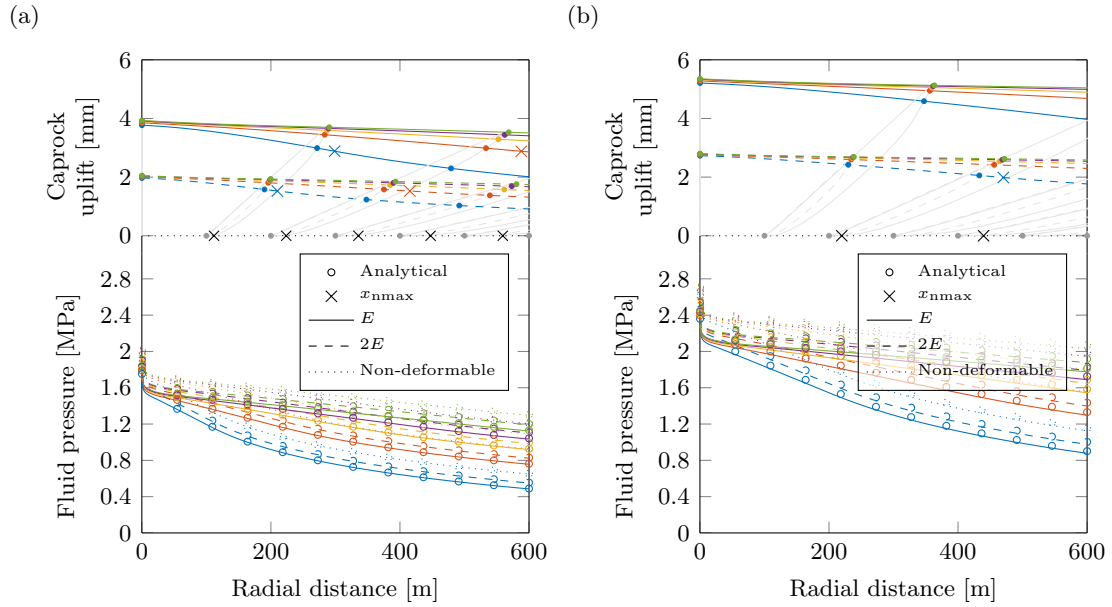 (a)
6
4
2
0
Caprock
uplift [mm]
2.8
2.4
2
1.6
1.2
0.8
0.4
0
Fluid pressure [MPa]
Analytical
xnmax
E
2E
Non-deformable
0
200
400
600
Radial distance [m]
(b)
6
4
2
0
Caprock
uplift [mm]
2.8
2.4
2
1.6
1.2
0.8
0.4
0
Fluid pressure [MPa]
Analytical
xnmax
E
2E
Non-deformable
0
200
400
600
Radial distance [m]